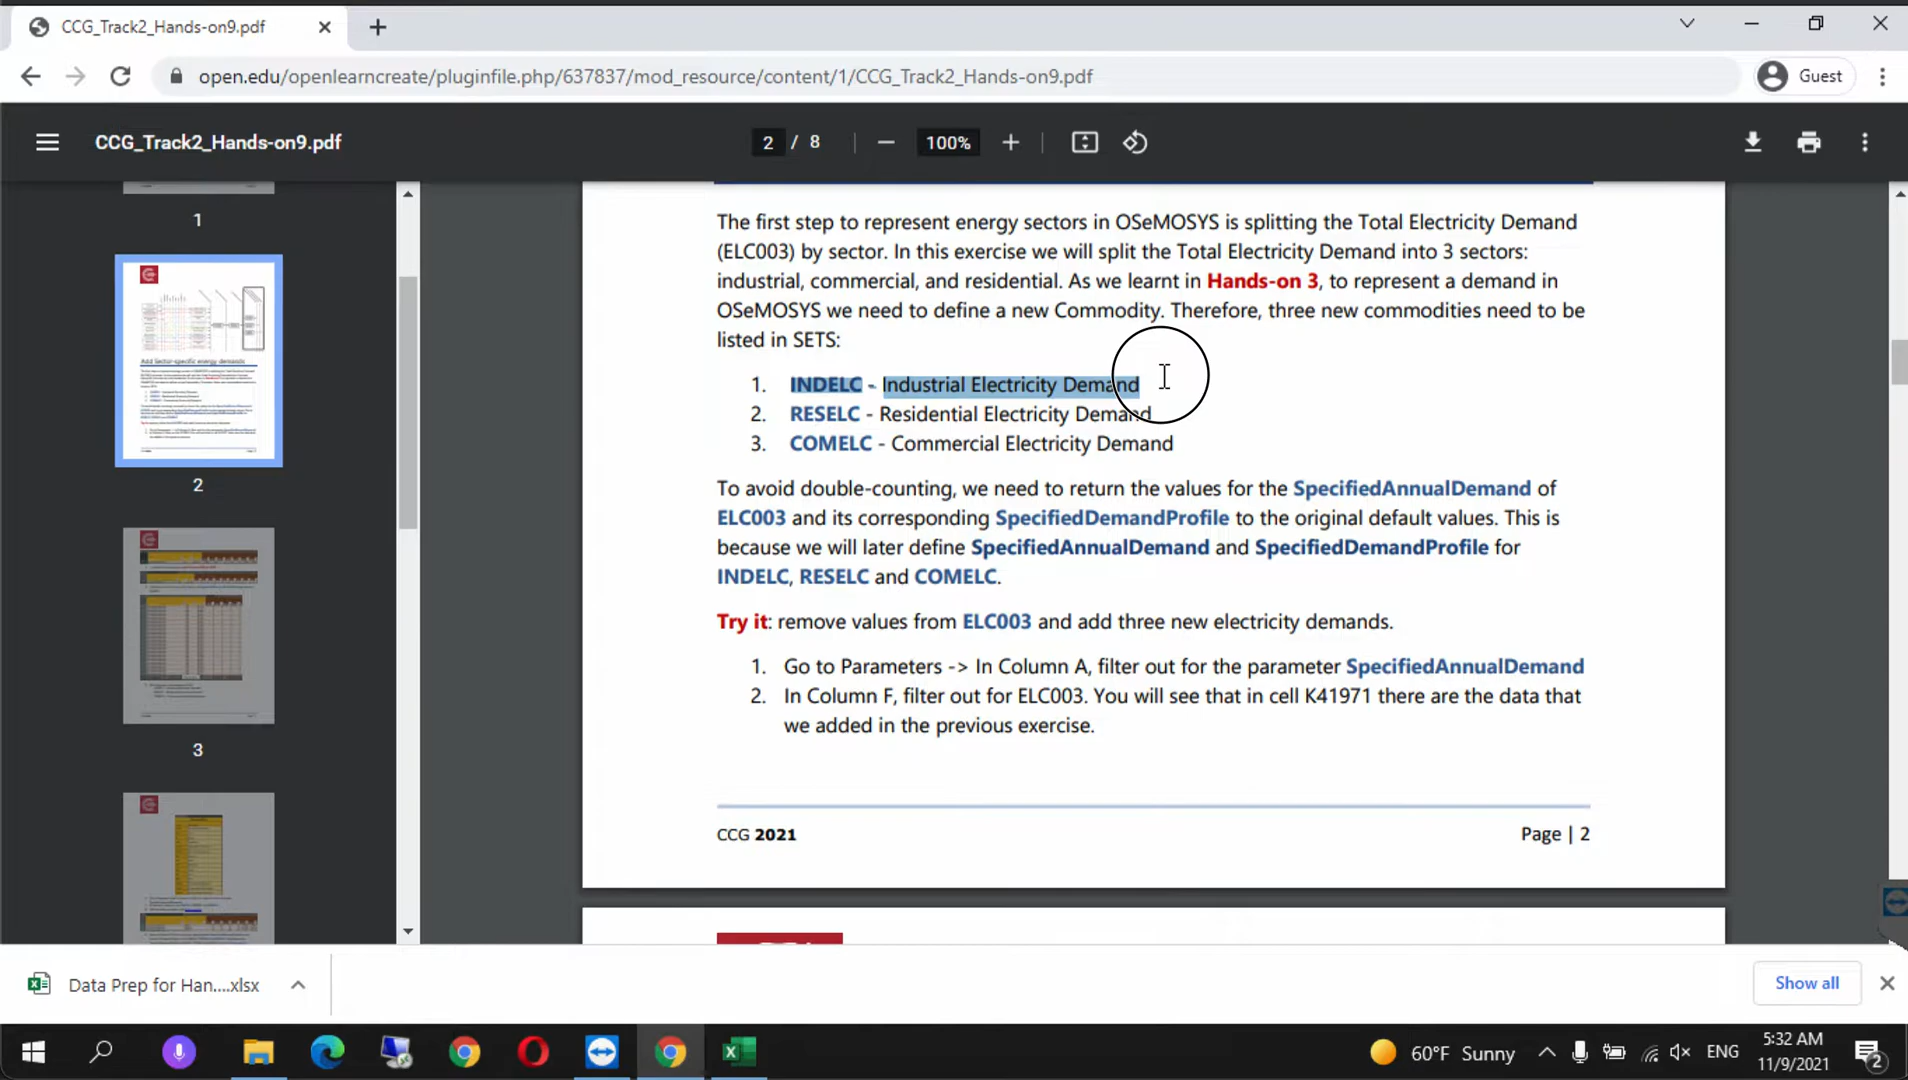 CCG_Track2_Hands-on9.pdf
open.edu/openlearncreate/pluginfile.php/637837/mod_resource/content/1/CCG_Track2_Hands-on9.pdf
Guest
CCG_Track2_Hands-on9.pdf
2 / 8
100%
1
2
3
The first step to represent energy sectors in OSeMOSYS is splitting the Total Electricity Demand
(ELC003) by sector. In this exercise we will split the Total Electricity Demand into 3 sectors:
industrial, commercial, and residential. As we learnt in Hands-on 3, to represent a demand in
OSeMOSYS we need to define a new Commodity. Therefore, three new commodities need to be
listed in SETS:
1. INDELC - Industrial Electricity Demand
2. RESELC - Residential Electricity Demand
3. COMELC - Commercial Electricity Demand
To avoid double-counting, we need to return the values for the SpecifiedAnnualDemand of
ELC003 and its corresponding SpecifiedDemandProfile to the original default values. This is
because we will later define SpecifiedAnnualDemand and SpecifiedDemandProfile for
INDELC, RESELC and COMELC.
Try it: remove values from ELC003 and add three new electricity demands.
1. Go to Parameters -> In Column A, filter out for the parameter SpecifiedAnnualDemand
2. In Column F, filter out for ELC003. You will see that in cell K41971 there are the data that
we added in the previous exercise.
CCG 2021
Page | 2
Data Prep for Han....xlsx
Show all
60°F Sunny
ENG
5:32 AM
11/9/2021
2